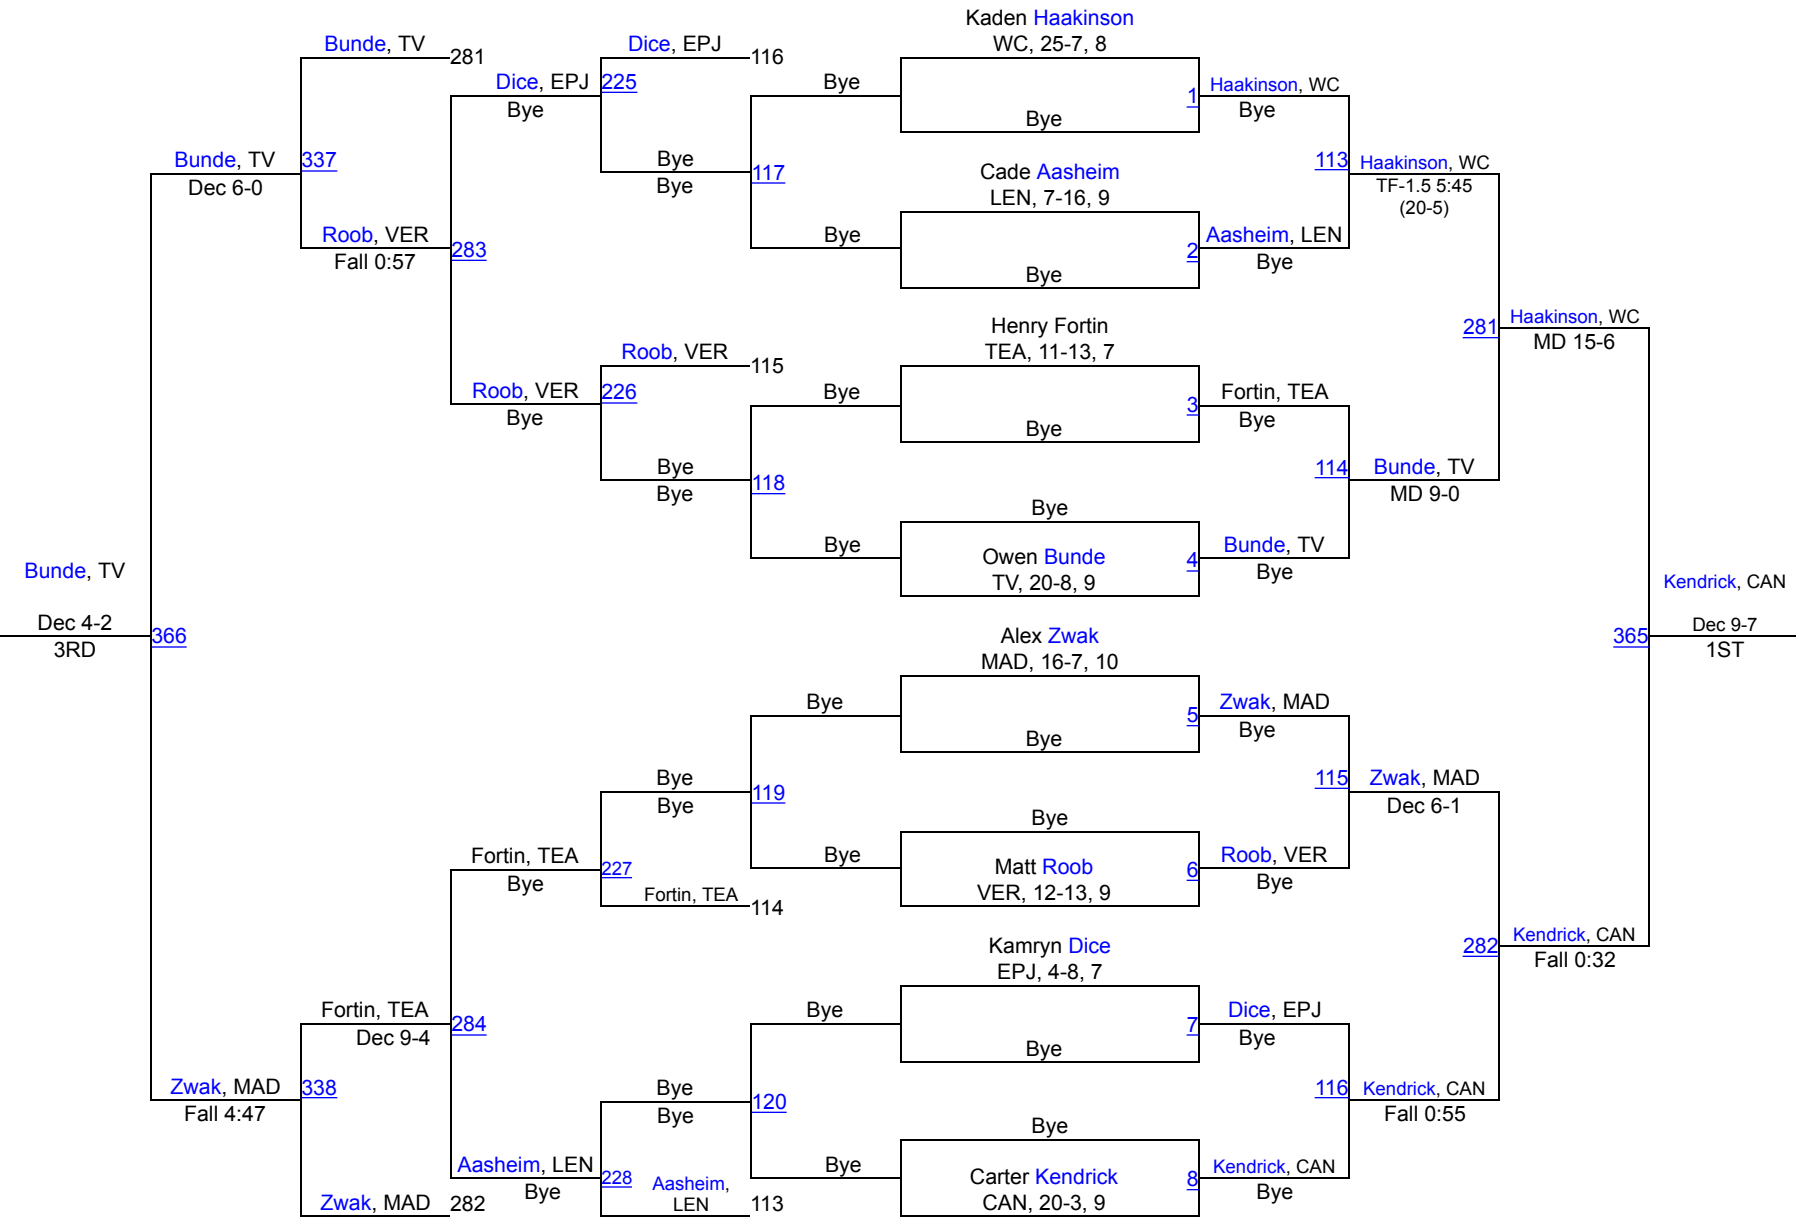 Kaden Haakinson
WC, 25-7, 8
Bunde, TV
281
Dice, EPJ
116
Dice, EPJ
225
Bye
Bye
1
Haakinson, WC
Bye
Bye
Bunde, TV
337
Dec 6-0
Bye
Bye
117
Cade Aasheim
LEN, 7-16, 9
113
Haakinson, WC
TF-1.5 5:45
(20-5)
Roob, VER
Fall 0:57
283
Bye
Bye
2
Aasheim, LEN
Bye
Henry Fortin
TEA, 11-13, 7
281
Haakinson, WC
MD 15-6
Roob, VER
115
Roob, VER
226
Bye
Bye
Bye
3
Fortin, TEA
Bye
Bye
Bye
118
114
Bunde, TV
MD 9-0
Bye
Bye
Owen Bunde
TV, 20-8, 9
4
Bunde, TV
Bye
Bunde, TV
Dec 4-2
3RD
366
Kendrick, CAN
365
Dec 9-7
1ST
Alex Zwak
MAD, 16-7, 10
Bye
Bye
5
Zwak, MAD
Bye
Bye
Bye
119
115
Zwak, MAD
Dec 6-1
Bye
Fortin, TEA
Bye
227
Bye
Matt Roob
VER, 12-13, 9
6
Roob, VER
Bye
Fortin, TEA
114
Kamryn Dice
EPJ, 4-8, 7
282
Kendrick, CAN
Fall 0:32
Fortin, TEA
Dec 9-4
284
Bye
Bye
7
Dice, EPJ
Bye
Zwak, MAD
Fall 4:47
338
Bye
Bye
120
116
Kendrick, CAN
Fall 0:55
Bye
Aasheim, LEN
Bye
228
Bye
Carter Kendrick
CAN, 20-3, 9
8
Kendrick, CAN
Bye
Zwak, MAD
282
Aasheim,
LEN
113